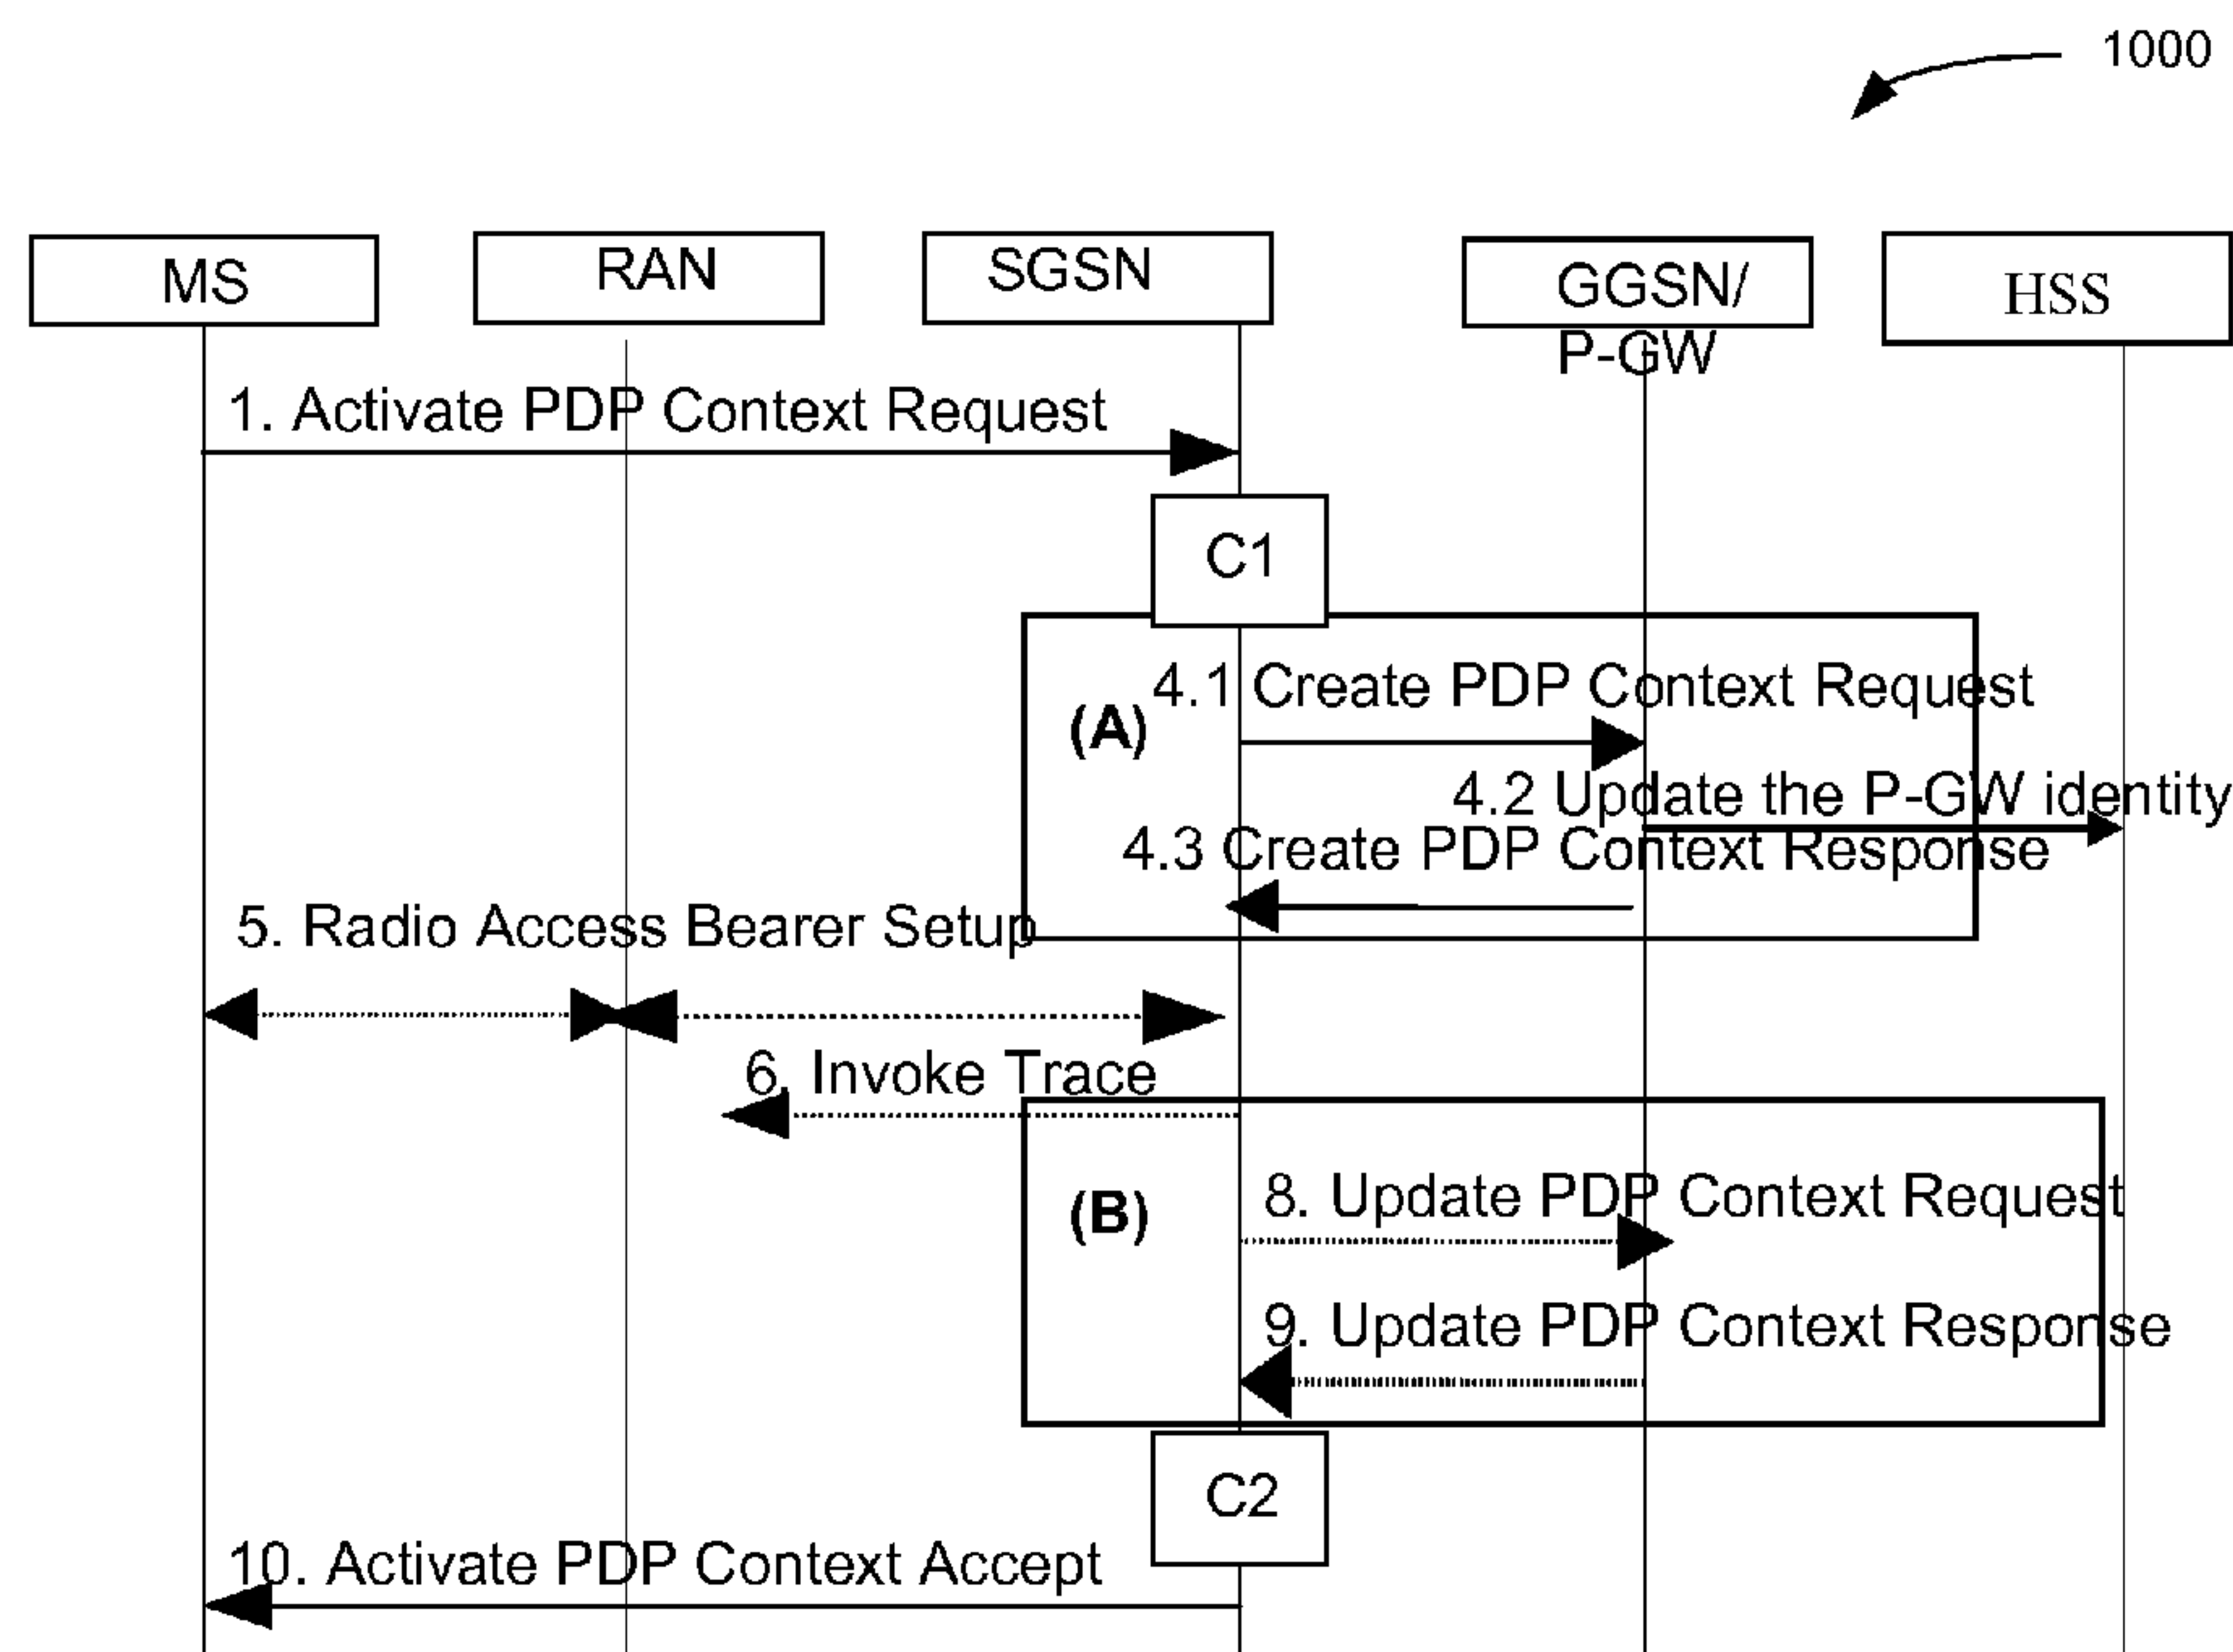 1000
MS
RAN
SGSN
GGSN/
P-GW
HSS
1. Activate PDP Context Request
C1
4.1 Create PDP Context Request
(A)
4.2 Update the P-GW identity
4.3 Create PDP Context Response
5. Radio Access Bearer Setup
6. Invoke Trace
8. Update PDP Context Request
(B)
9. Update PDP Context Response
C2
10. Activate PDP Context Accept